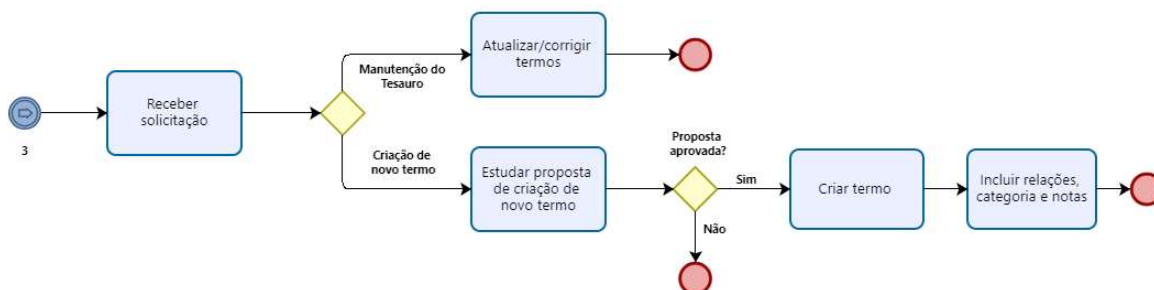 3
Receber
solicitação
Manutenção do
Tesauro
Atualizar/corrigir
termos
Criação de
novo termo
Estudar proposta
de criação de
novo termo
Proposta
aprovada?
Sim
Não
Criar termo
Incluir relações,
categoria e notas